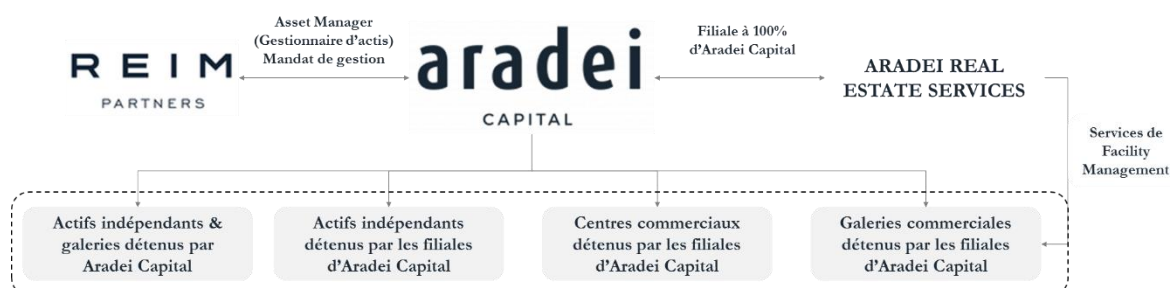 Asset Manager
(Gestionnaire d'actis)
Mandat de gestion
REIM
PARTNERS
aradei
CAPITAL
Filiale à 100%
d'Aradei Capital
ARADEI REAL
ESTATE SERVICES
Services de
Facility
Management
Actifs indépendants &
galeries détenus par
Aradei Capital
Actifs indépendants
détenus par les filiales
d'Aradei Capital
Centres commerciaux
détenus par les filiales
d'Aradei Capital
Galeries commerciales
détenues par les filiales
d'Aradei Capital